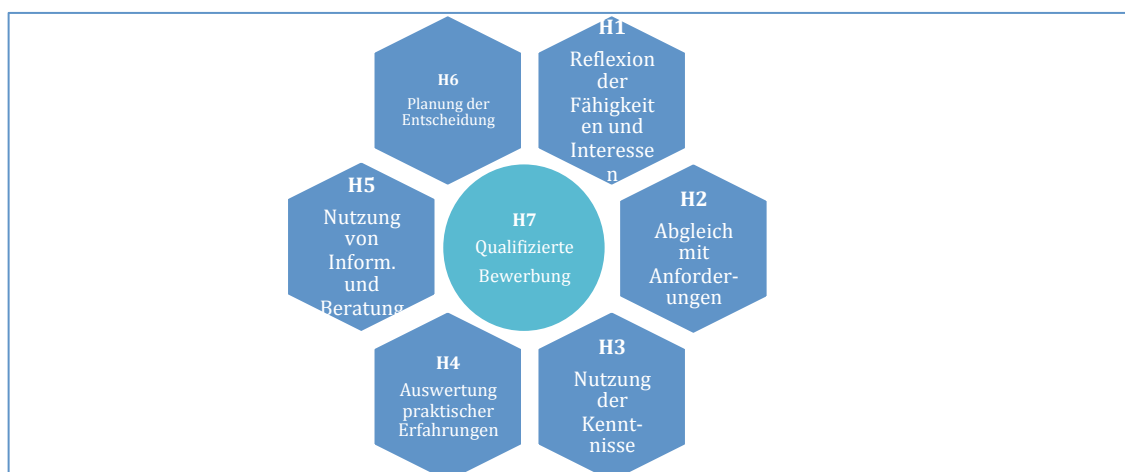 H1
Reflexion
der
Fähigkeit
en und
Interesse
n
H2
Abgleich
mit
Anforder-
ungen
H3
Nutzung
der
Kennt-
nisse
H4
Auswertung
praktischer
Erfahrungen
H5
Nutzung
von
Inform.
und
Beratung
H6
Planung der
Entscheidung
H7
Qualifizierte
Bewerbung